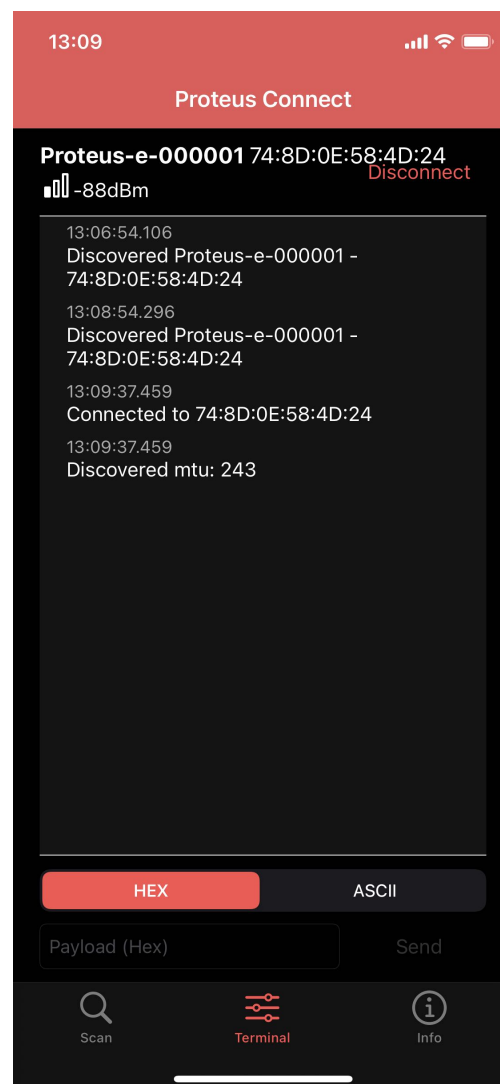 13:09
Proteus Connect
Proteus-e-000001 74:8D:0E:58:4D:24
Disconnect
-88dBm
13:06:54.106
Discovered Proteus-e-000001 -
74:8D:0E:58:4D:24
13:08:54.296
Discovered Proteus-e-000001 -
74:8D:0E:58:4D:24
13:09:37.459
Connected to 74:8D:0E:58:4D:24
13:09:37.459
Discovered mtu: 243
HEX ASCII
Payload (Hex) Send
Scan Terminal Info